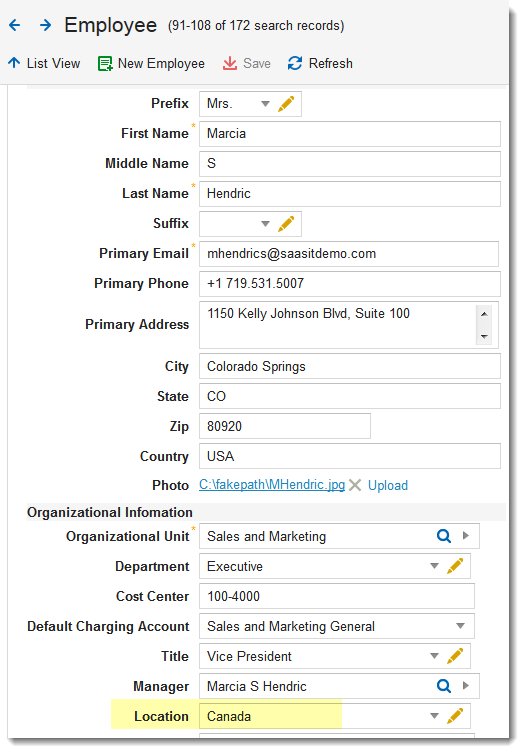 Employee (91-108 of 172 search records)
List View New Employee Save Refresh
Prefix Mrs.
First Name * Marcia
Middle Name S
Last Name * Hendric
Suffix
Primary Email * mhendrics@saasitdemo.com
Primary Phone +1 719.531.5007
Primary Address 1150 Kelly Johnson Blvd, Suite 100
City Colorado Springs
State CO
Zip 80920
Country USA
Photo C:\fakepath\MHendric.jpg Upload
Organizational Infomation
Organizational Unit * Sales and Marketing
Department Executive
Cost Center 100-4000
Default Charging Account Sales and Marketing General
Title Vice President
Manager Marcia S Hendric
Location Canada